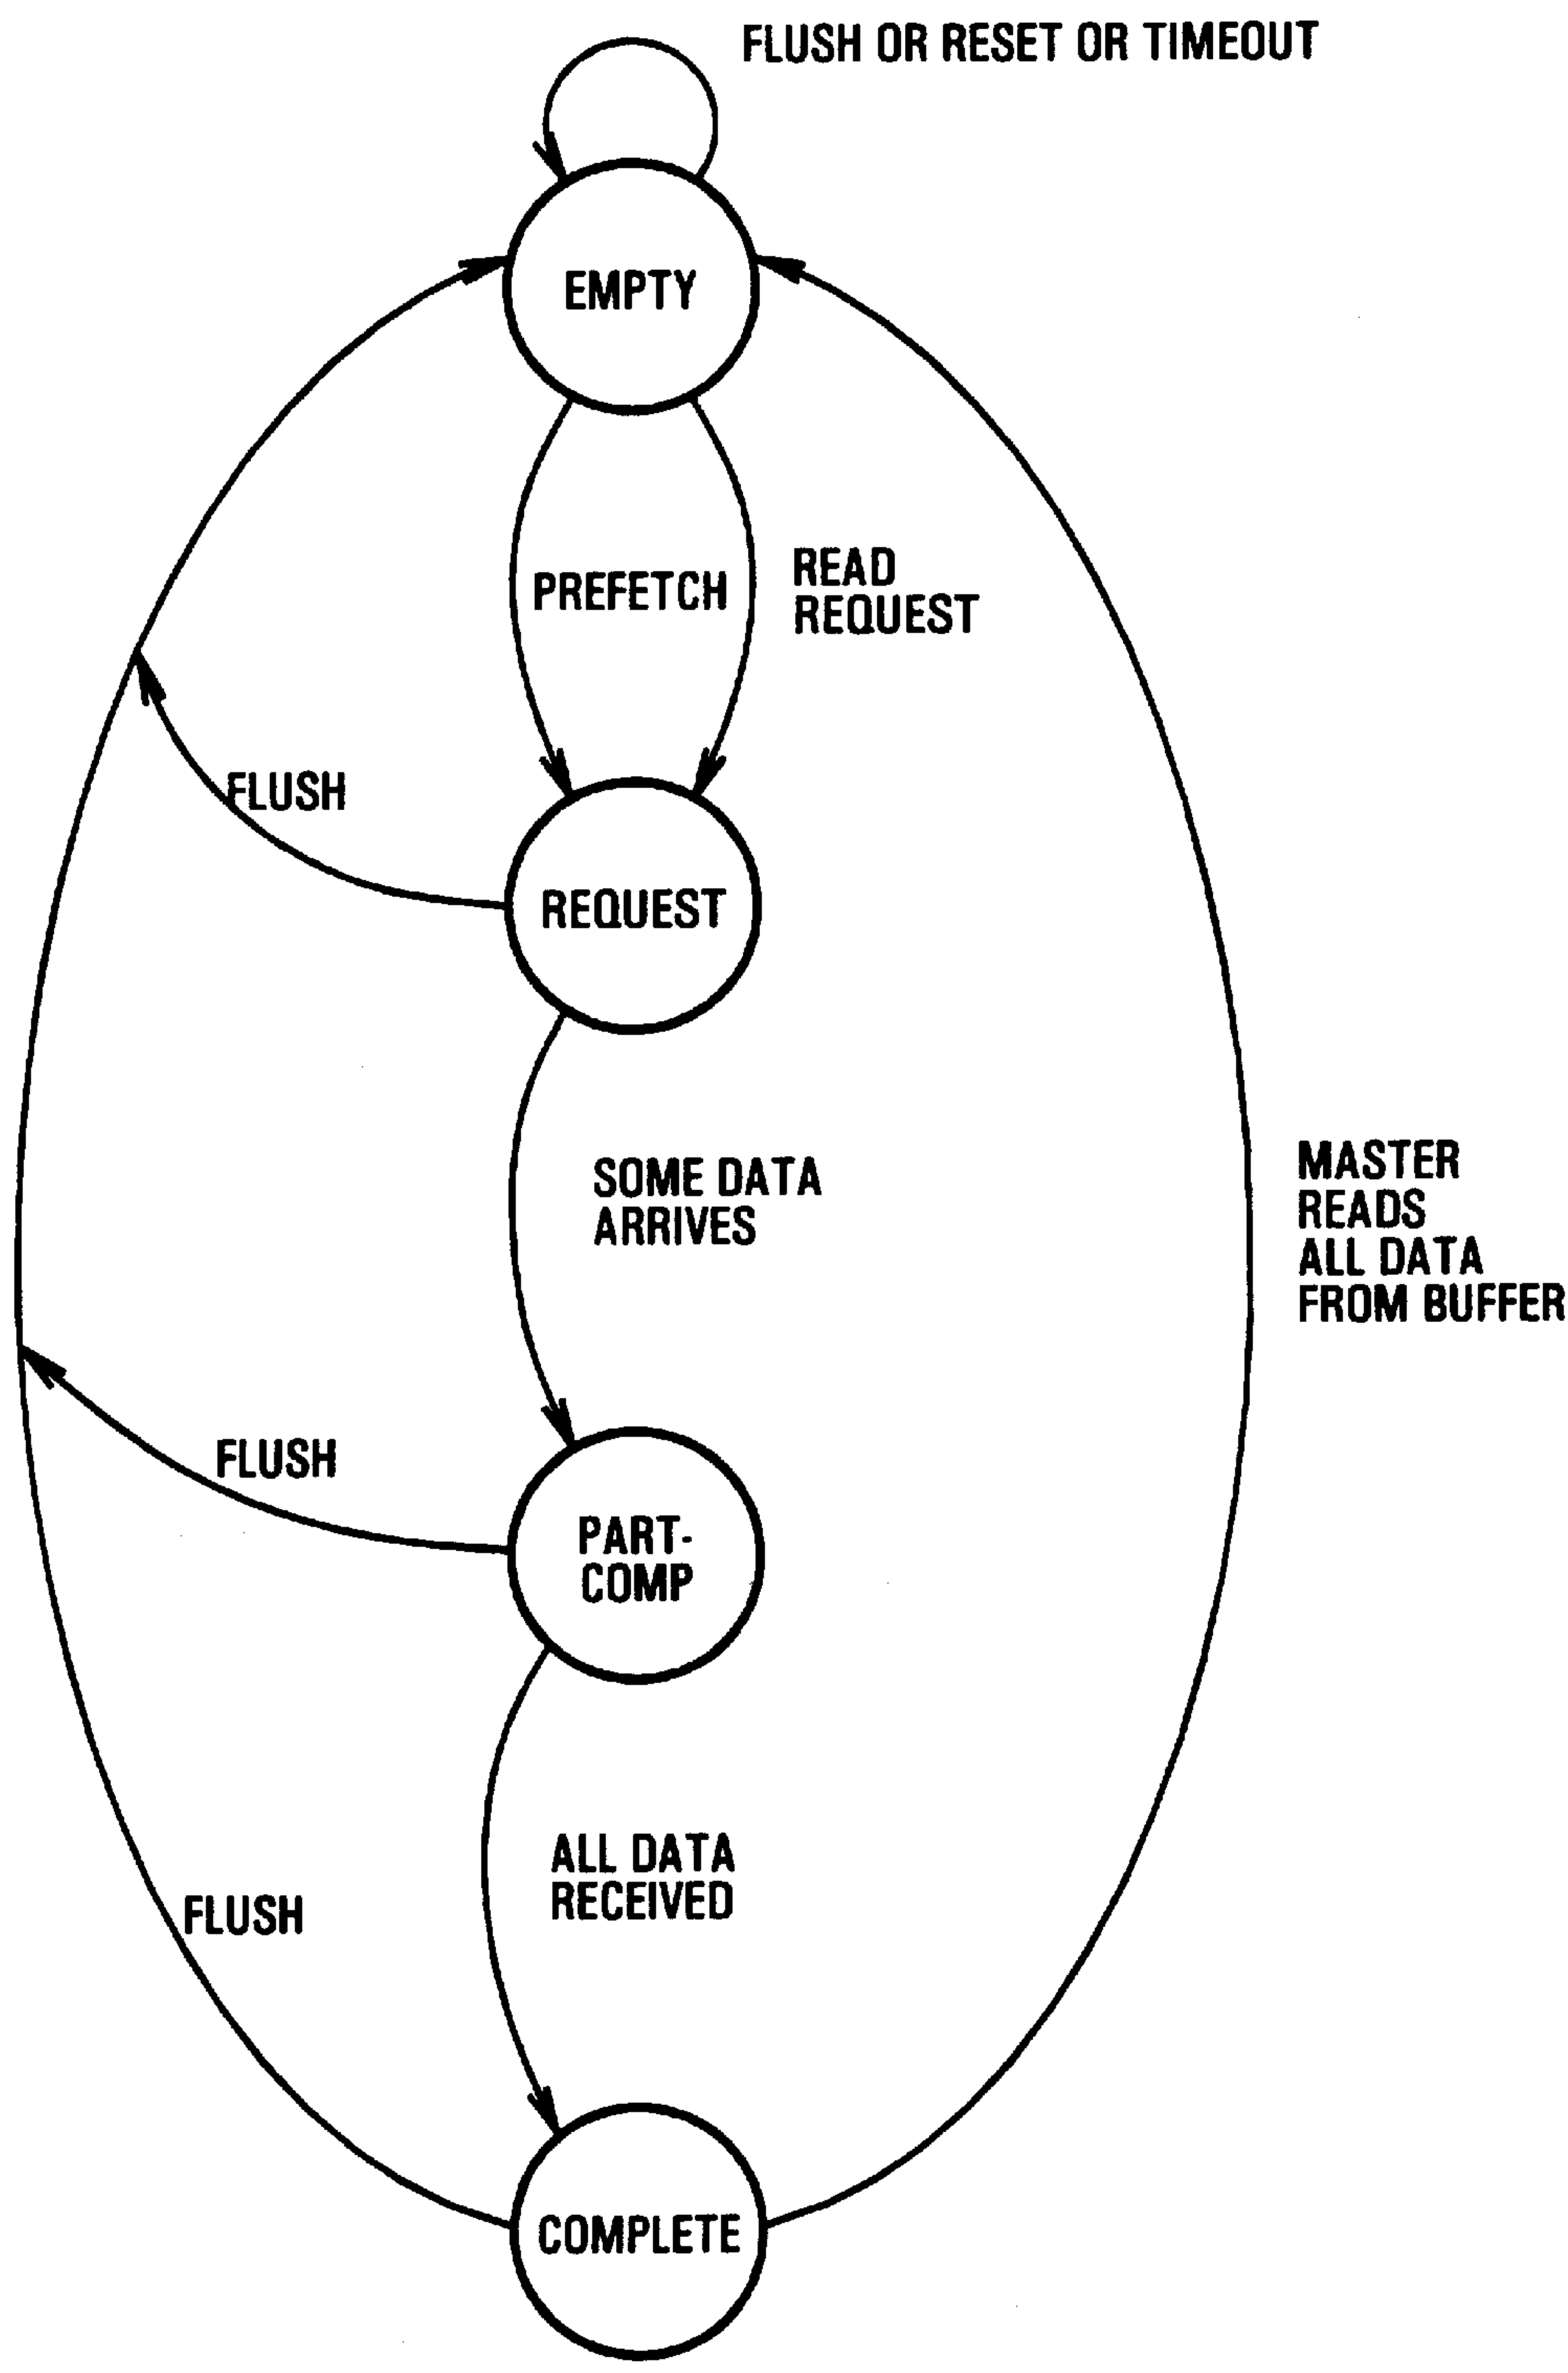 FLUSH OR RESET OR TIMEOUT
EMPTY
PREFETCH
READ
REQUEST
FLUSH
REQUEST
SOME DATA
ARRIVES
MASTER
READS
ALL DATA
FROM BUFFER
FLUSH
PART-
COMP
ALL DATA
RECEIVED
FLUSH
COMPLETE